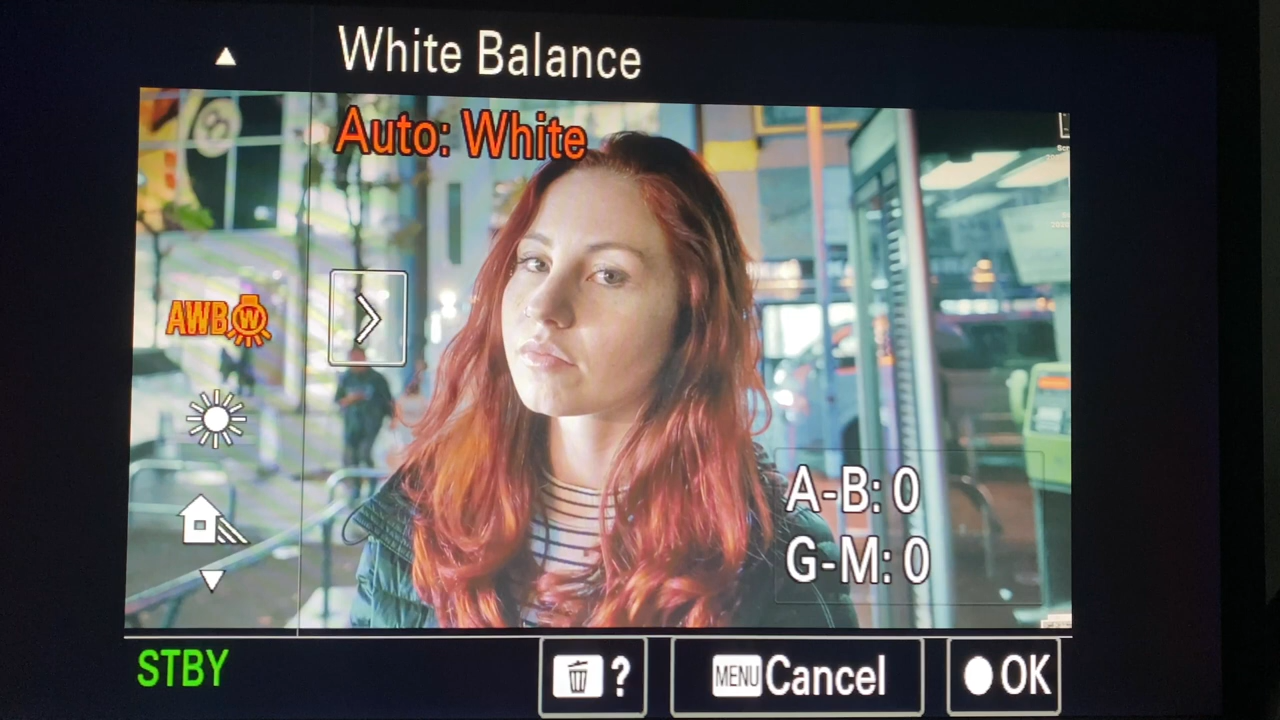 White Balance
Auto: White
AWB W
A-B: 0
G-M: 0
STBY
?
MENU Cancel
OK